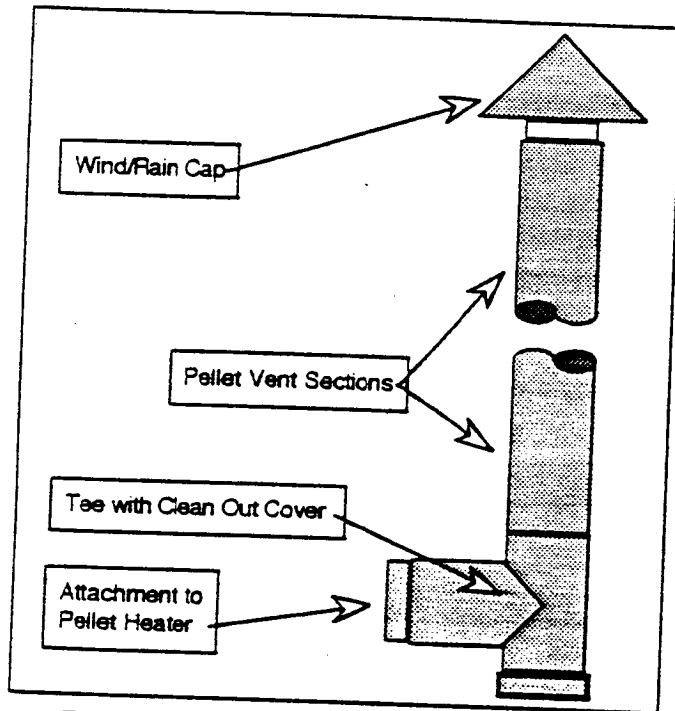 Wind/Rain Cap
Pellet Vent Sections
Tee with Clean Out Cover
Attachment to
Pellet Heater